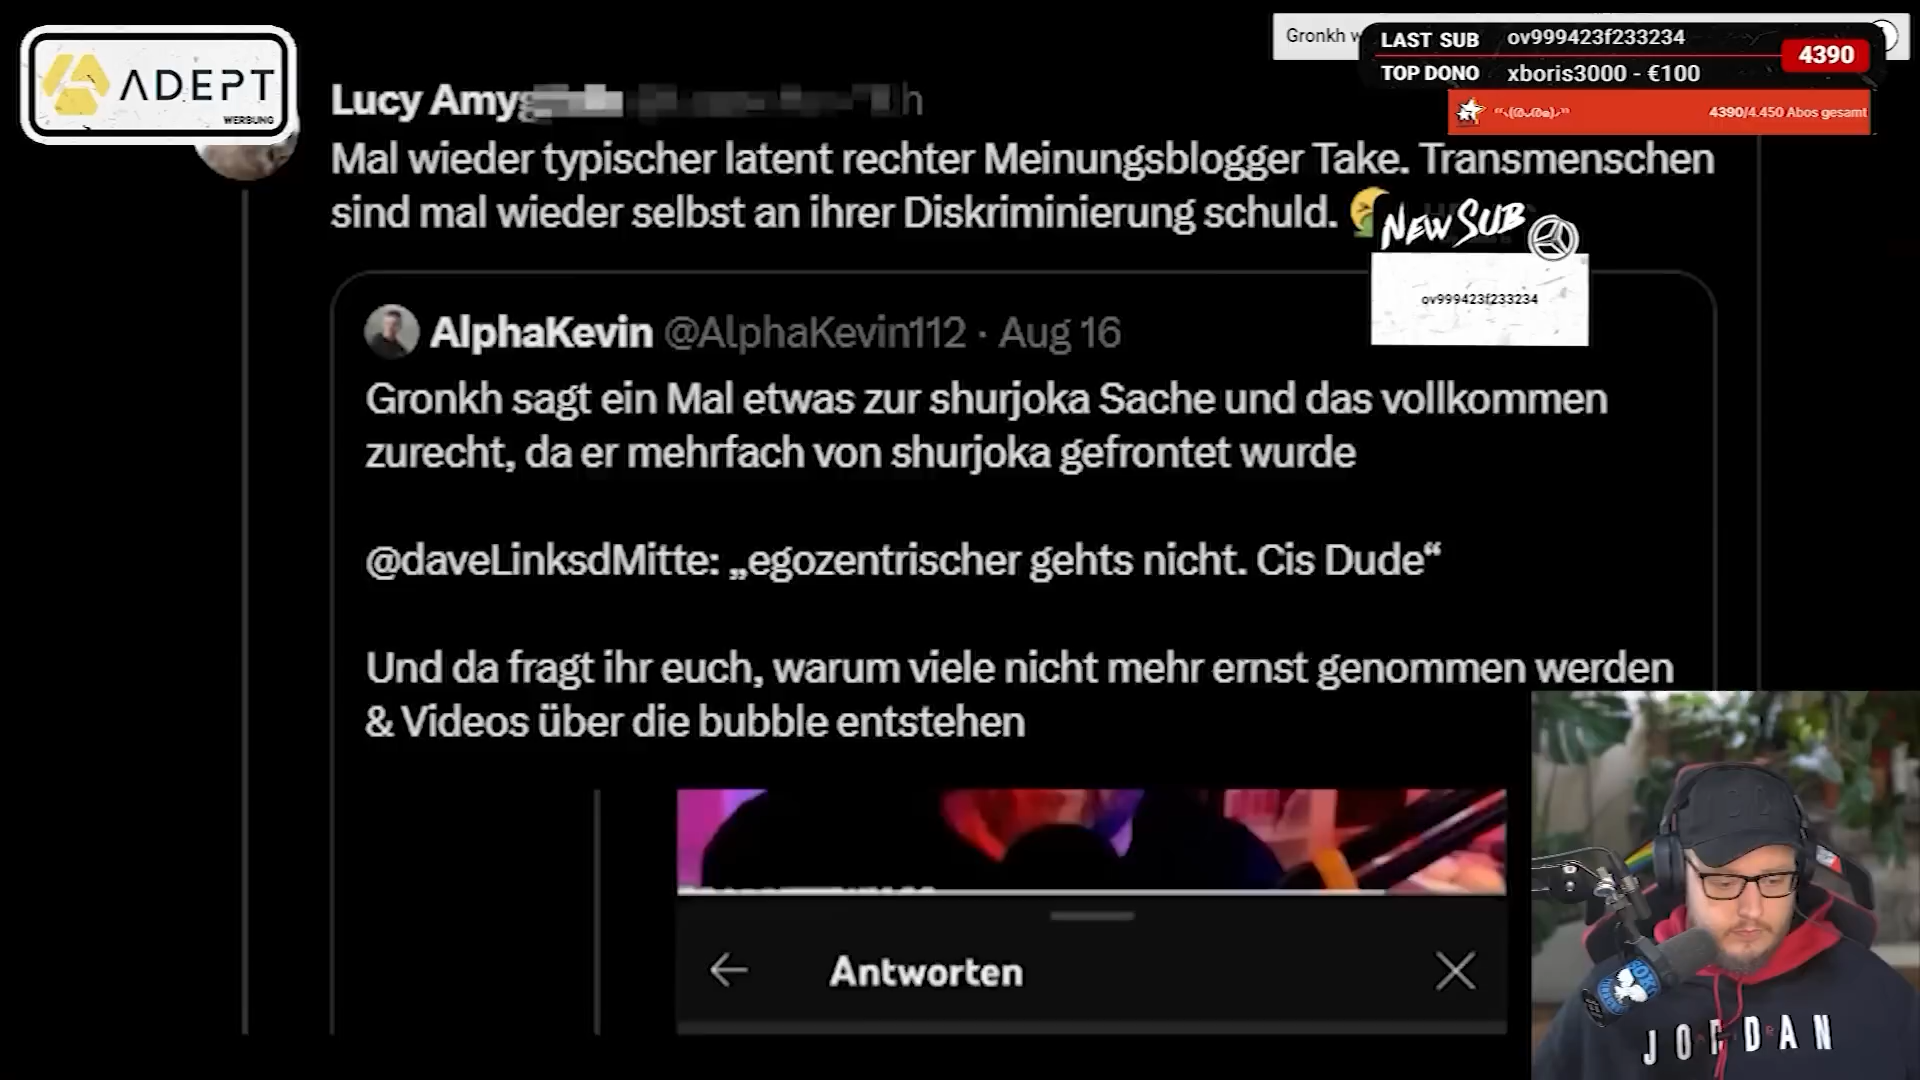 ADEPT
WERBUNG
Gronkh w
LAST SUB ov999423f233234
TOP DONO xboris3000 - €100
4390
4390/4.450 Abos gesamt
Lucy Amy
h
Mal wieder typischer latent rechter Meinungsblogger Take. Transmenschen
sind mal wieder selbst an ihrer Diskriminierung schuld.
NEW SUB
ov999423f233234
AlphaKevin @AlphaKevin112 · Aug 16
Gronkh sagt ein Mal etwas zur shurjoka Sache und das vollkommen
zurecht, da er mehrfach von shurjoka gefrontet wurde
@daveLinksdMitte: „egozentrischer gehts nicht. Cis Dude“
Und da fragt ihr euch, warum viele nicht mehr ernst genommen werden
& Videos über die bubble entstehen
Antworten
JORDAN